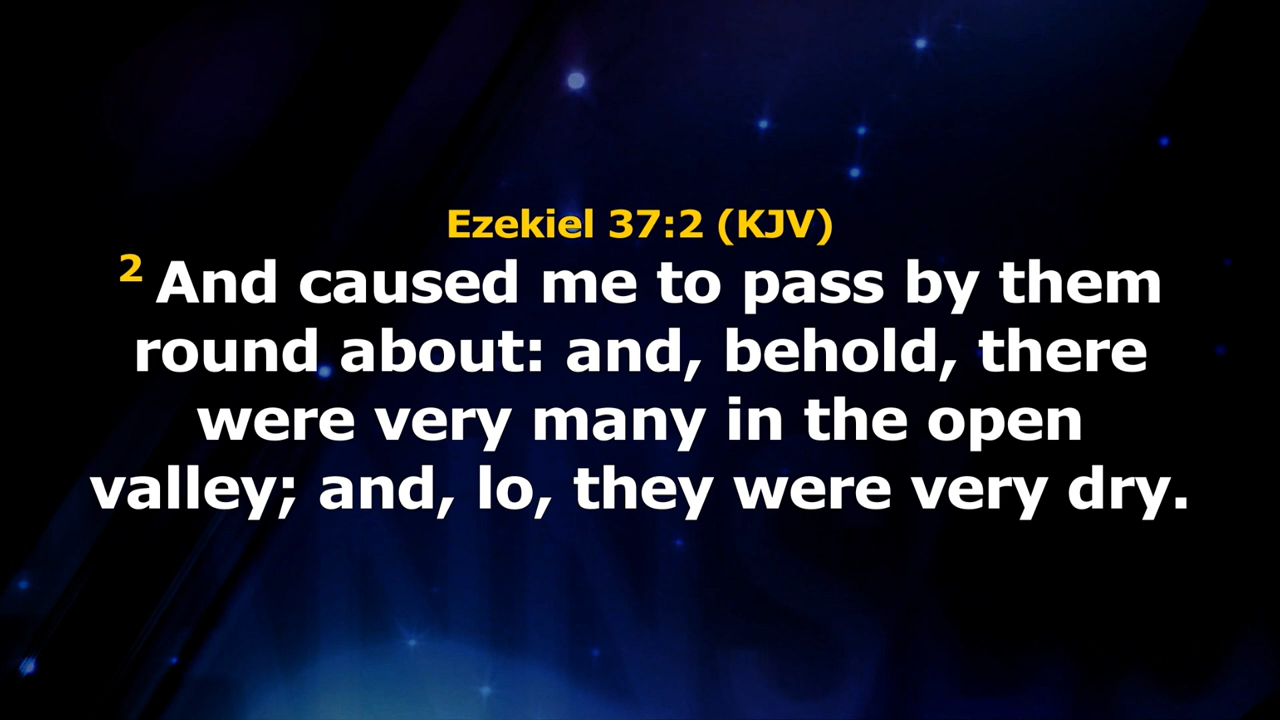 Ezekiel 37:2 (KJV)
2 And caused me to pass by them
round about: and, behold, there
were very many in the open
valley; and, lo, they were very dry.